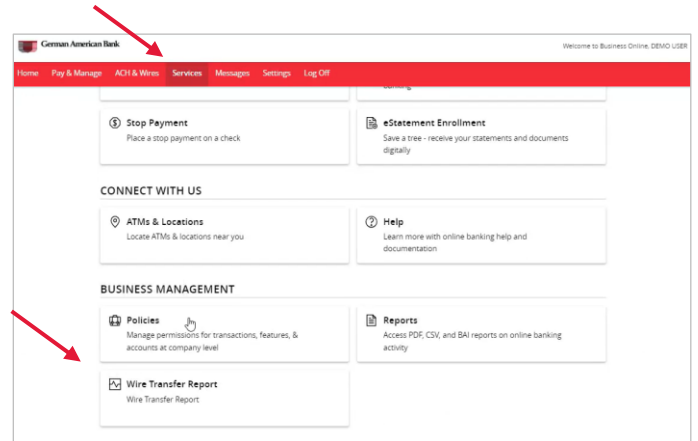 German American Bank
Welcome to Business Online, DEMO USER
Home Pay & Manage ACH & Wires Services Messages Settings Log Off
banking
Stop Payment
Place a stop payment on a check
eStatement Enrollment
Save a tree - receive your statements and documents
digitally
CONNECT WITH US
ATMs & Locations
Locate ATMs & locations near you
Help
Learn more with online banking help and
documentation
BUSINESS MANAGEMENT
Policies
Manage permissions for transactions, features, &
accounts at company level
Reports
Access PDF, CSV, and BAI reports on online banking
activity
Wire Transfer Report
Wire Transfer Report